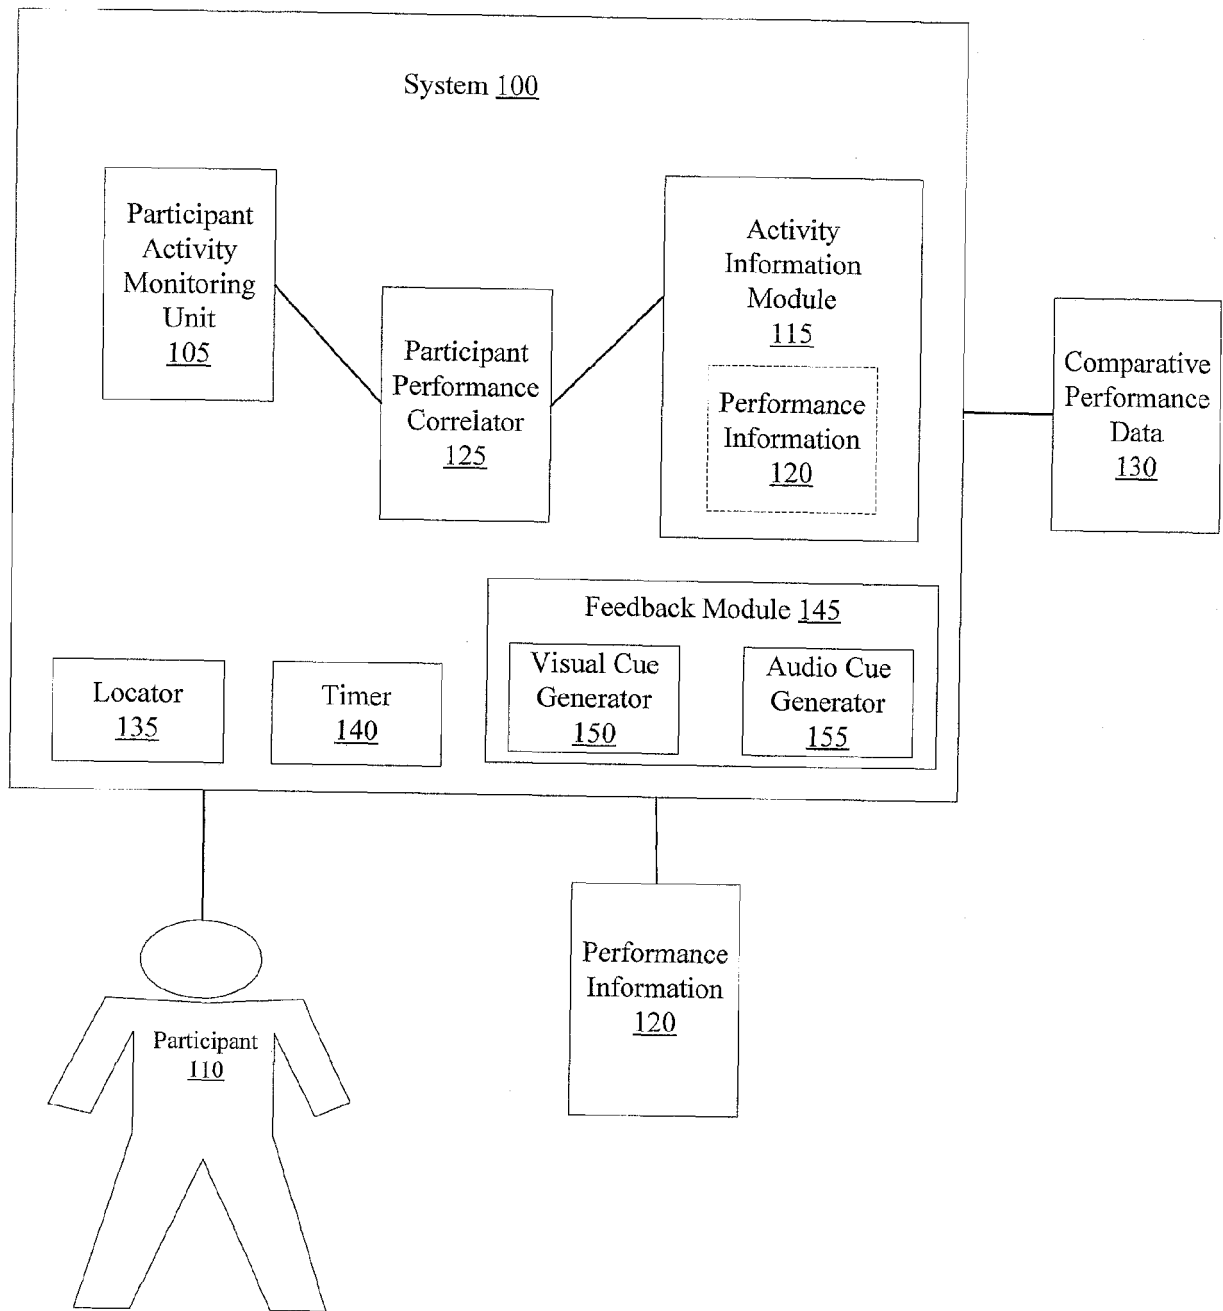 System 100
Participant
Activity
Monitoring
Unit
105
Participant
Performance
Correlator
125
Activity
Information
Module
115
Performance
Information
120
Comparative
Performance
Data
130
Feedback Module 145
Visual Cue
Generator
150
Audio Cue
Generator
155
Locator
135
Timer
140
Participant
110
Performance
Information
120